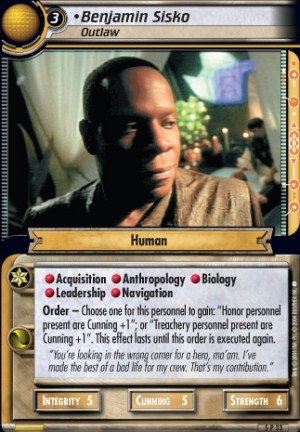 3
•Benjamin Sisko
Outlaw
Human
Acquisition Anthropology Biology
Leadership Navigation
Order – Choose one for this personnel to gain: "Honor personnel
present are Cunning +1"; or "Treachery personnel present are
Cunning +1". This effect lasts until this order is executed again.
"You're looking in the wrong corner for a hero, ma'am. I've
made the best of a bad life for my crew. That's my contribution."
INTEGRITY 5 CUNNING 5 STRENGTH 6